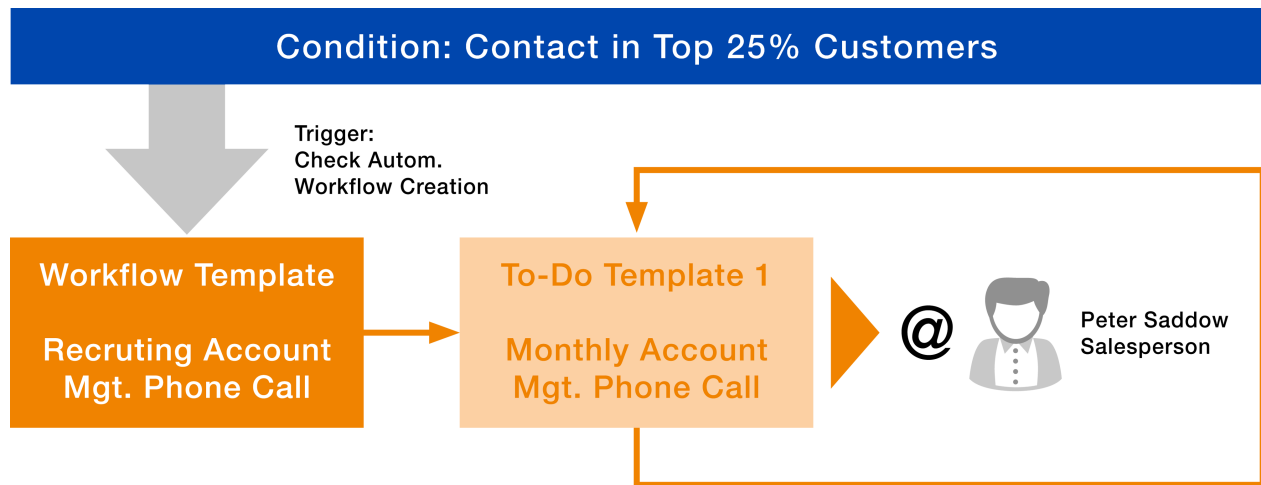 Condition: Contact in Top 25% Customers
Trigger:
Check Autom.
Workflow Creation
Workflow Template
Recruting Account
Mgt. Phone Call
To-Do Template 1
Monthly Account
Mgt. Phone Call
@
Peter Saddow
Salesperson